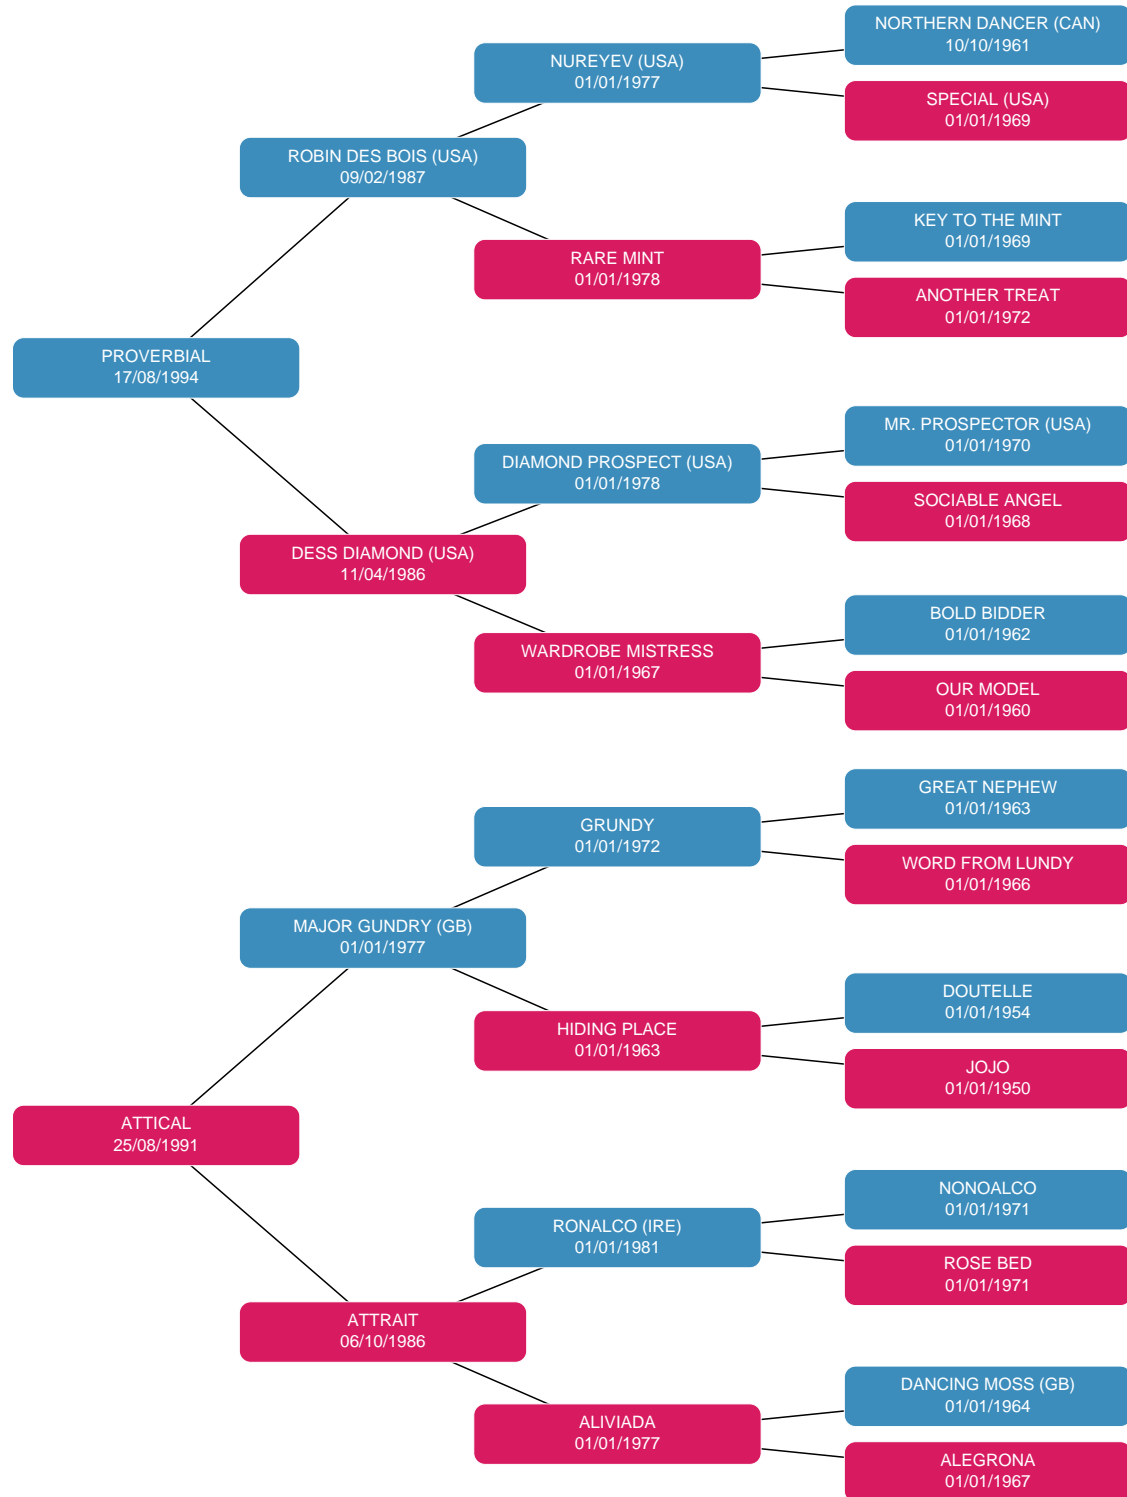 NORTHERN DANCER (CAN)
10/10/1961
NUREYEV (USA)
01/01/1977
SPECIAL (USA)
01/01/1969
ROBIN DES BOIS (USA)
09/02/1987
KEY TO THE MINT
01/01/1969
RARE MINT
01/01/1978
ANOTHER TREAT
01/01/1972
PROVERBIAL
17/08/1994
MR. PROSPECTOR (USA)
01/01/1970
DIAMOND PROSPECT (USA)
01/01/1978
SOCIABLE ANGEL
01/01/1968
DESS DIAMOND (USA)
11/04/1986
BOLD BIDDER
01/01/1962
WARDROBE MISTRESS
01/01/1967
OUR MODEL
01/01/1960
GREAT NEPHEW
01/01/1963
GRUNDY
01/01/1972
WORD FROM LUNDY
01/01/1966
MAJOR GUNDRY (GB)
01/01/1977
DOUTELLE
01/01/1954
HIDING PLACE
01/01/1963
JOJO
01/01/1950
ATTICAL
25/08/1991
NONOALCO
01/01/1971
RONALCO (IRE)
01/01/1981
ROSE BED
01/01/1971
ATTRAIT
06/10/1986
DANCING MOSS (GB)
01/01/1964
ALIVIADA
01/01/1977
ALEGRONA
01/01/1967